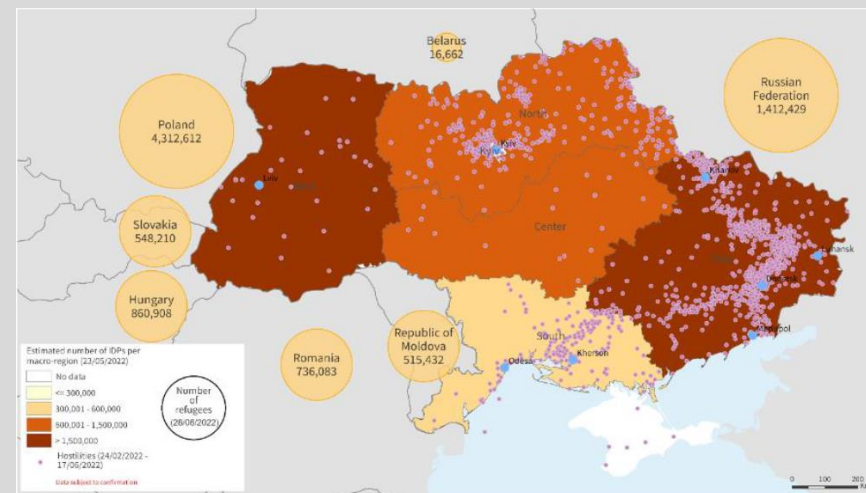 Belarus
16,662
Russian
Federation
1,412,429
Poland
4,312,612
North
Kyiv
Kyiv
Kharkiv
Lviv
Slovakia
548,210
Center
Luhansk
Donetsk
Hungary
860,908
Mariupol
Republic of
Moldova
515,432
South
Romania
736,083
Kherson
Odesa
Estimated number of IDPs per
macro-region (23/05/2022)
No data
<= 300,000
300,001 - 600,000
600,001 - 1,500,000
> 1,500,000
Hostilities (24/02/2022 -
17/06/2022)
Data subject to confirmation
Number
of
refugees
(28/06/2022)
0
100
200